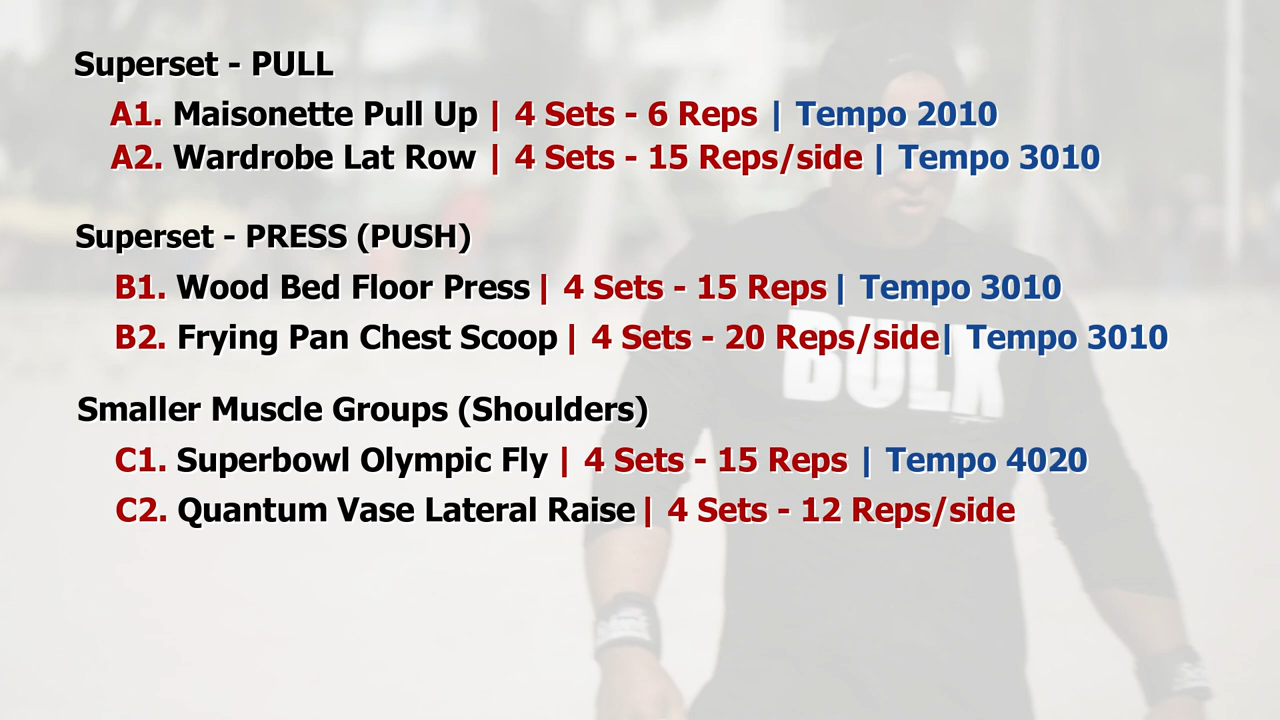 Superset - PULL
A1. Maisonette Pull Up | 4 Sets - 6 Reps | Tempo 2010
A2. Wardrobe Lat Row | 4 Sets - 15 Reps/side | Tempo 3010
Superset - PRESS (PUSH)
B1. Wood Bed Floor Press | 4 Sets - 15 Reps | Tempo 3010
B2. Frying Pan Chest Scoop | 4 Sets - 20 Reps/side| Tempo 3010
BULK
Smaller Muscle Groups (Shoulders)
C1. Superbowl Olympic Fly | 4 Sets - 15 Reps | Tempo 4020
C2. Quantum Vase Lateral Raise | 4 Sets - 12 Reps/side